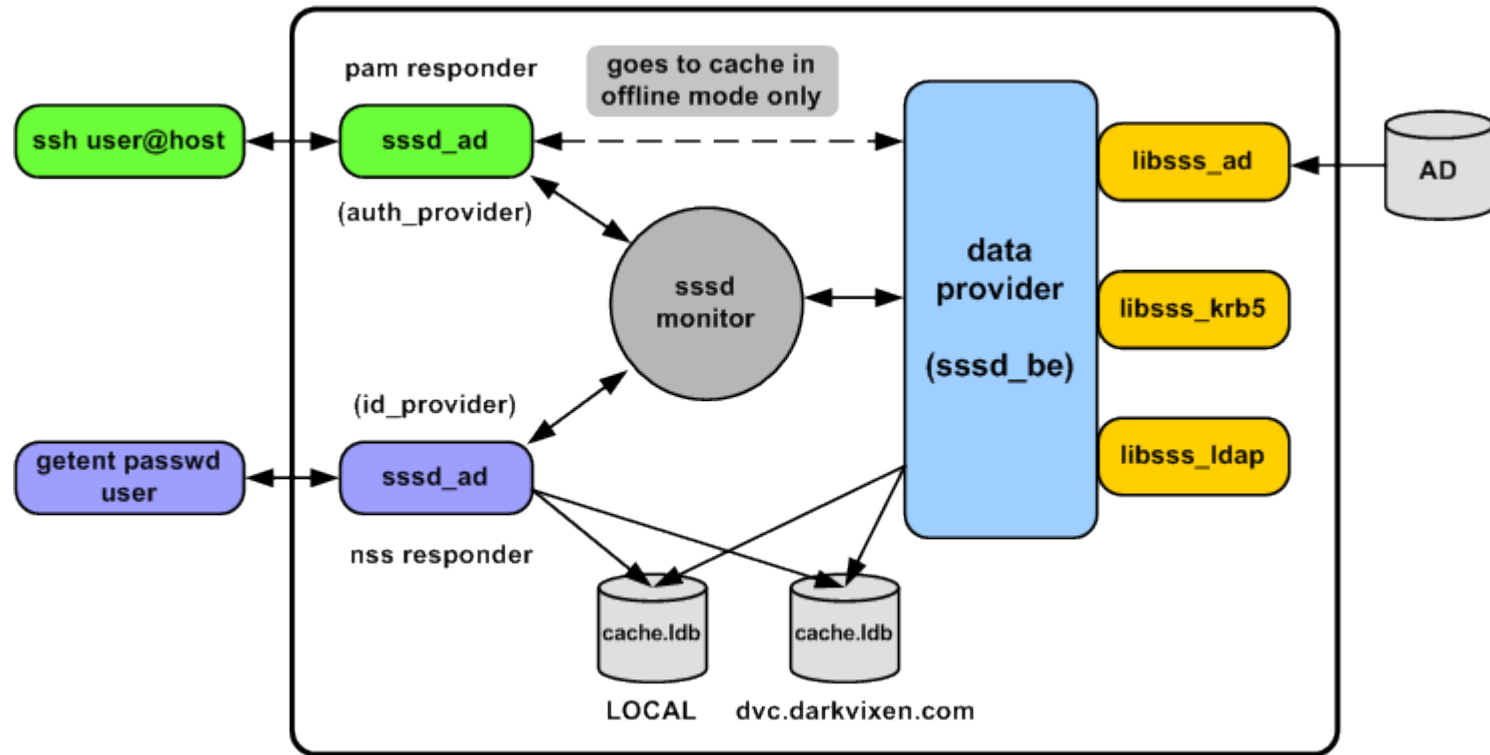 pam responder
goes to cache in
offline mode only
ssh user@host
sssd_ad
(auth_provider)
libsss_ad
AD
data
provider
(sssd_be)
sssd
monitor
libsss_krb5
(id_provider)
getent passwd
user
sssd_ad
nss responder
libsss_ldap
cache.ldb
LOCAL
cache.ldb
dvc.darkvixen.com